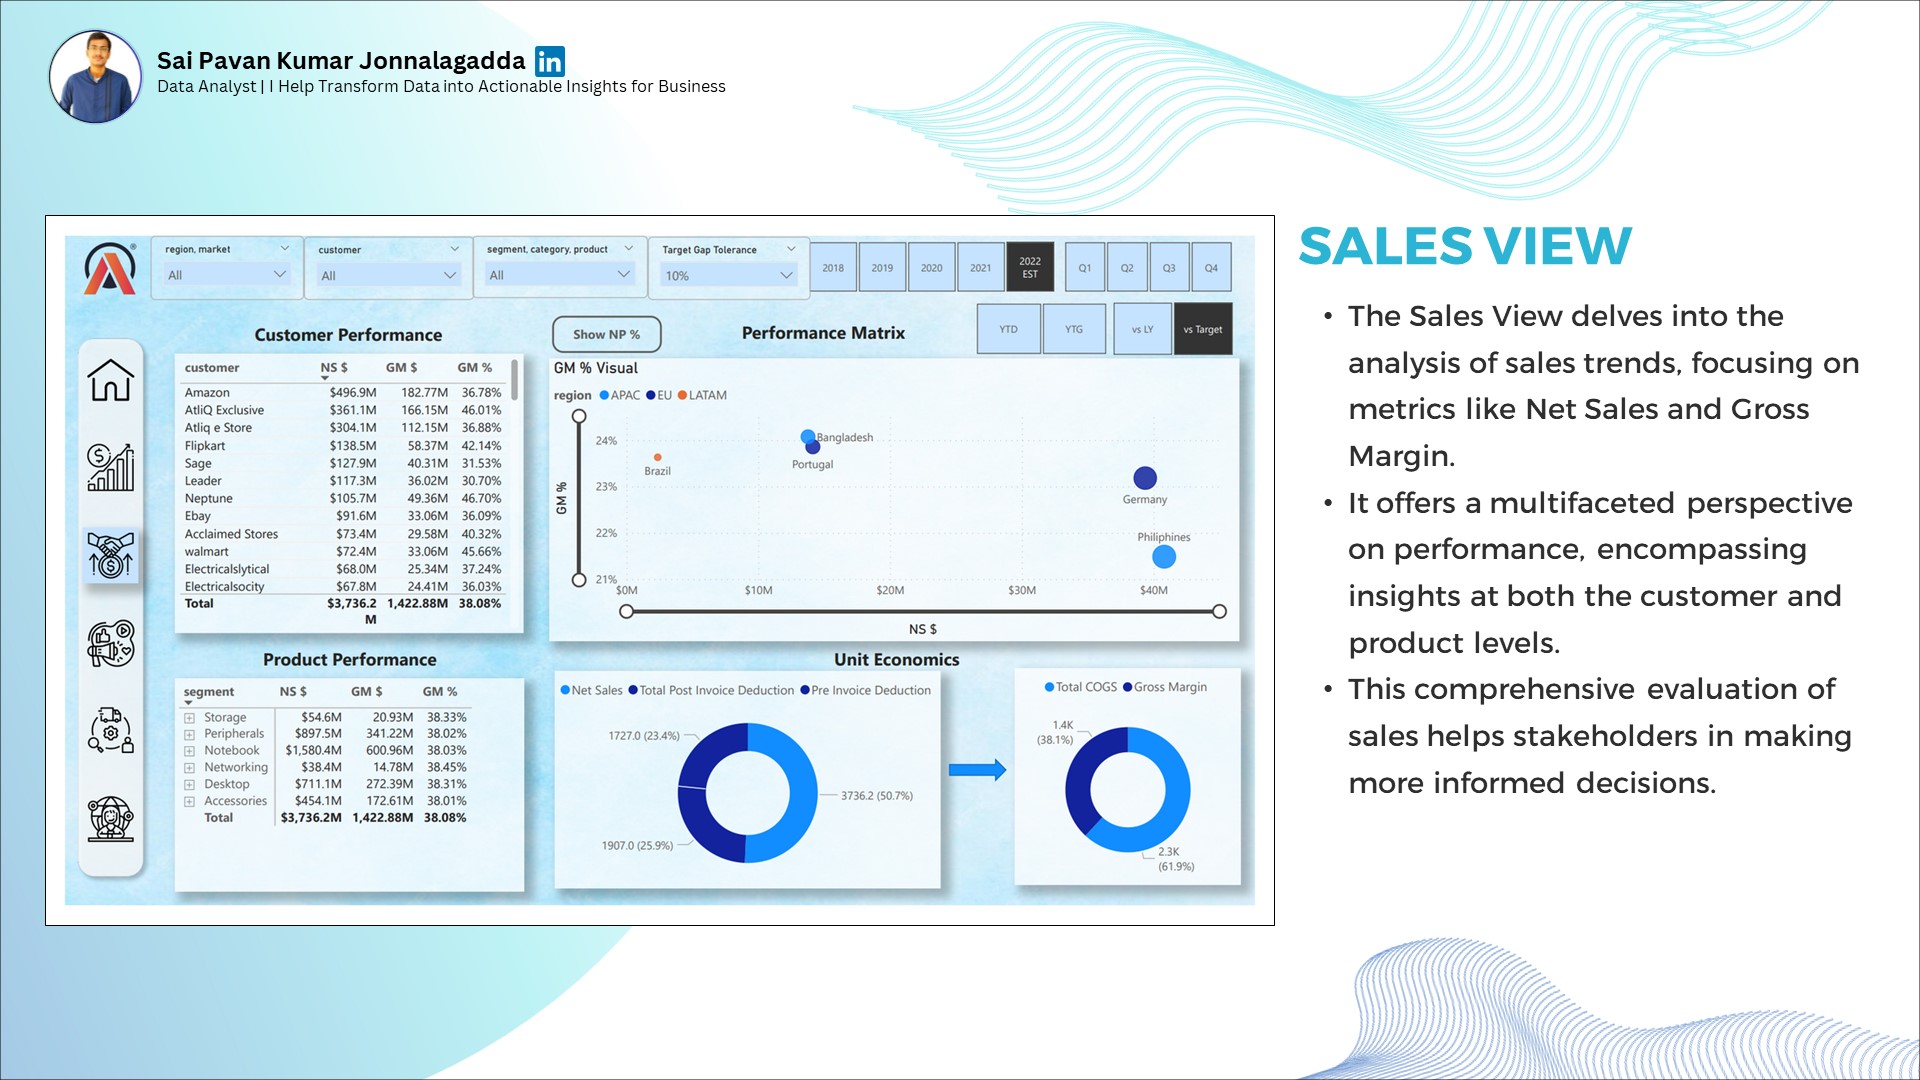 Sai Pavan Kumar Jonnalagadda in
Data Analyst | I Help Transform Data into Actionable Insights for Business
region, market
All
customer
All
segment, category, product
All
Target Gap Tolerance
10%
2018
2019
2020
2021
2022
EST
Q1
Q2
Q3
Q4
YTD
YTG
vs LY
vs Target
Customer Performance
customer NS $ GM $ GM %
Amazon $496.9M 182.77M 36.78%
AtliQ Exclusive $361.1M 166.15M 46.01%
Atliq e Store $304.1M 112.15M 36.88%
Flipkart $138.5M 58.37M 42.14%
Sage $127.9M 40.31M 31.53%
Leader $117.3M 36.02M 30.70%
Neptune $105.7M 49.36M 46.70%
Ebay $91.6M 33.06M 36.09%
Acclaimed Stores $73.4M 29.58M 40.32%
walmart $72.4M 33.06M 45.66%
Electricalslytical $68.0M 25.34M 37.24%
Electricalsocity $67.8M 24.41M 36.03%
Total $3,736.2 1,422.88M 38.08%
M
Show NP %
Performance Matrix
GM % Visual
region APAC EU LATAM
GM %
24%
23%
22%
21%
Bangladesh
Portugal
Brazil
Germany
Philiphines
$0M $10M $20M $30M $40M
NS $
Product Performance
segment NS $ GM $ GM %
Storage $54.6M 20.93M 38.33%
Peripherals $897.5M 341.22M 38.02%
Notebook $1,580.4M 600.96M 38.03%
Networking $38.4M 14.78M 38.45%
Desktop $711.1M 272.39M 38.31%
Accessories $454.1M 172.61M 38.01%
Total $3,736.2M 1,422.88M 38.08%
Unit Economics
Net Sales Total Post Invoice Deduction Pre Invoice Deduction
1727.0 (23.4%)
3736.2 (50.7%)
1907.0 (25.9%)
Total COGS Gross Margin
1.4K
(38.1%)
2.3K
(61.9%)
SALES VIEW
• The Sales View delves into the
analysis of sales trends, focusing on
metrics like Net Sales and Gross
Margin.
• It offers a multifaceted perspective
on performance, encompassing
insights at both the customer and
product levels.
• This comprehensive evaluation of
sales helps stakeholders in making
more informed decisions.